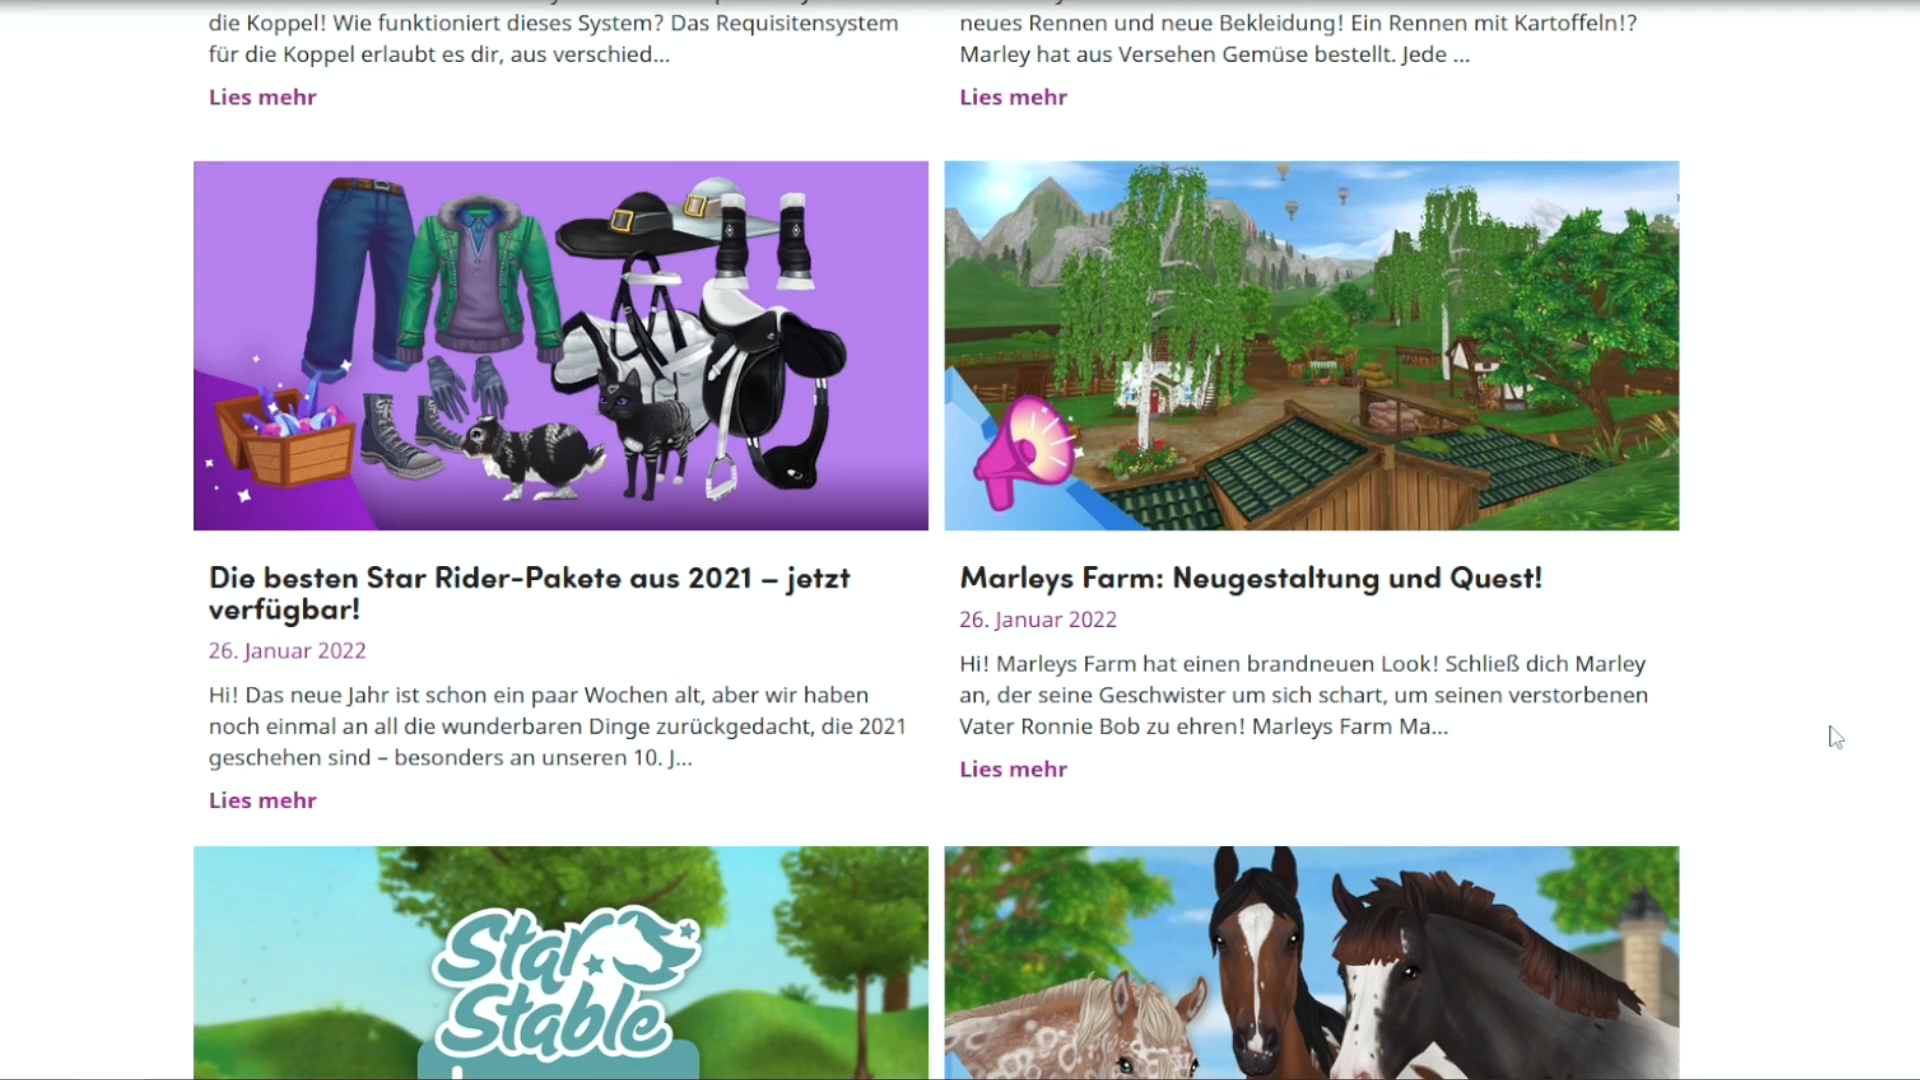 die Koppel! Wie funktioniert dieses System? Das Requisitensystem
für die Koppel erlaubt es dir, aus verschied...
Lies mehr
neues Rennen und neue Bekleidung! Ein Rennen mit Kartoffeln!?
Marley hat aus Versehen Gemüse bestellt. Jede ...
Lies mehr
Die besten Star Rider-Pakete aus 2021 – jetzt
verfügbar!
26. Januar 2022
Hi! Das neue Jahr ist schon ein paar Wochen alt, aber wir haben
noch einmal an all die wunderbaren Dinge zurückgedacht, die 2021
geschehen sind – besonders an unseren 10. J...
Lies mehr
Marleys Farm: Neugestaltung und Quest!
26. Januar 2022
Hi! Marleys Farm hat einen brandneuen Look! Schließ dich Marley
an, der seine Geschwister um sich schart, um seinen verstorbenen
Vater Ronnie Bob zu ehren! Marleys Farm Ma...
Lies mehr
Star
Stable